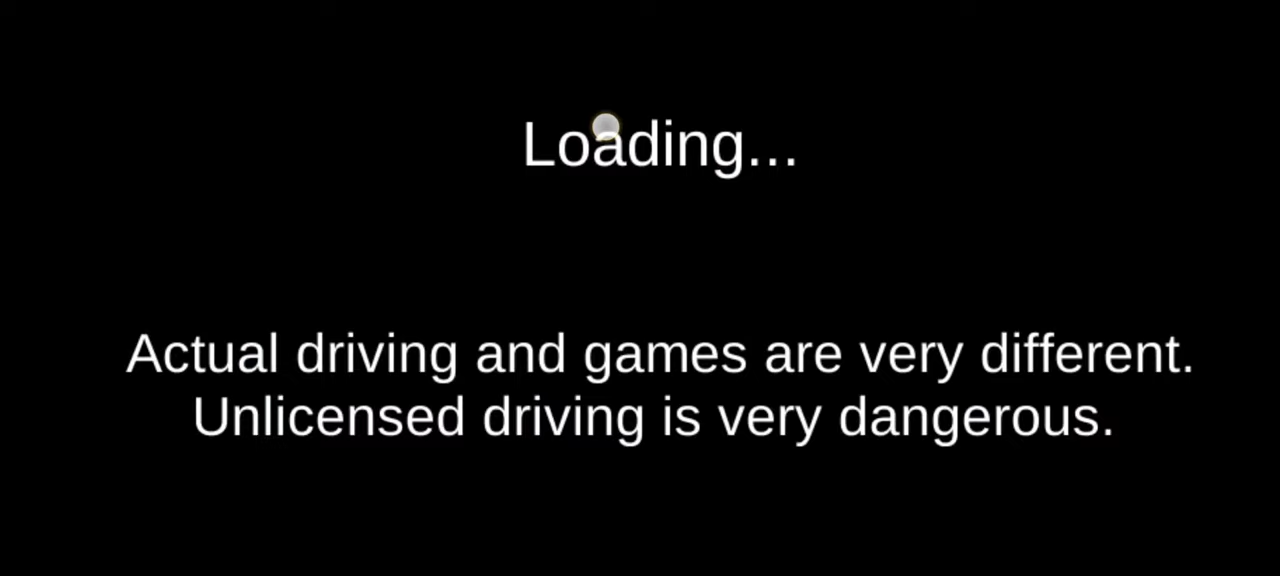 Loading...
Actual driving and games are very different.
Unlicensed driving is very dangerous.